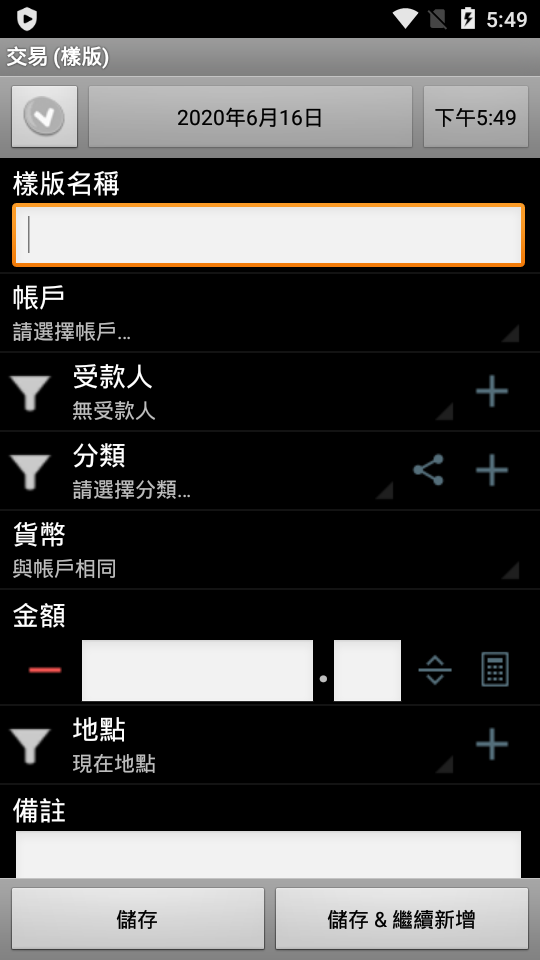 5:49
交易 (樣版)
2020年6月16日
下午5:49
樣版名稱
帳戶
請選擇帳戶...
受款人
無受款人
分類
請選擇分類...
貨幣
與帳戶相同
金額
.
地點
現在地點
備註
儲存
儲存 & 繼續新增